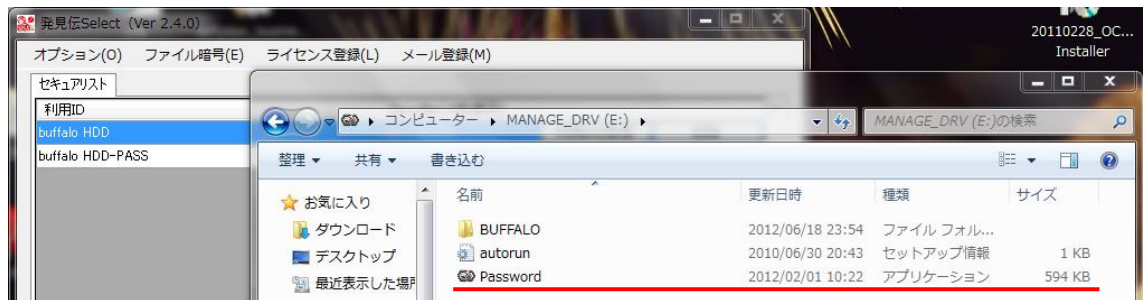 発見伝Select (Ver 2.4.0)
20110228_OC...
Installer
オプション(O) ファイル暗号(E) ライセンス登録(L) メール登録(M)
セキュアリスト
利用ID
buffalo HDD
buffalo HDD-PASS
コンピューター MANAGE_DRV (E:)
MANAGE_DRV (E:)の検索
整理 共有 書き込む
お気に入り
ダウンロード
デスクトップ
最近表示した場所
名前 更新日時 種類 サイズ
BUFFALO 2012/06/18 23:54 ファイル フォル...
autorun 2010/06/30 20:43 セットアップ情報 1 KB
Password 2012/02/01 10:22 アプリケーション 594 KB